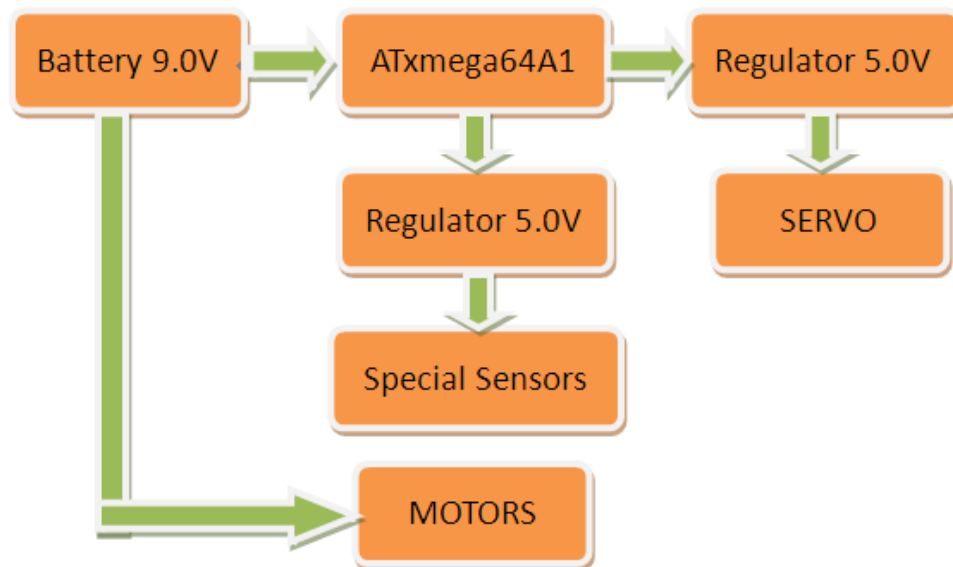 Battery 9.0V
ATxmega64A1
Regulator 5.0V
Regulator 5.0V
SERVO
Special Sensors
MOTORS